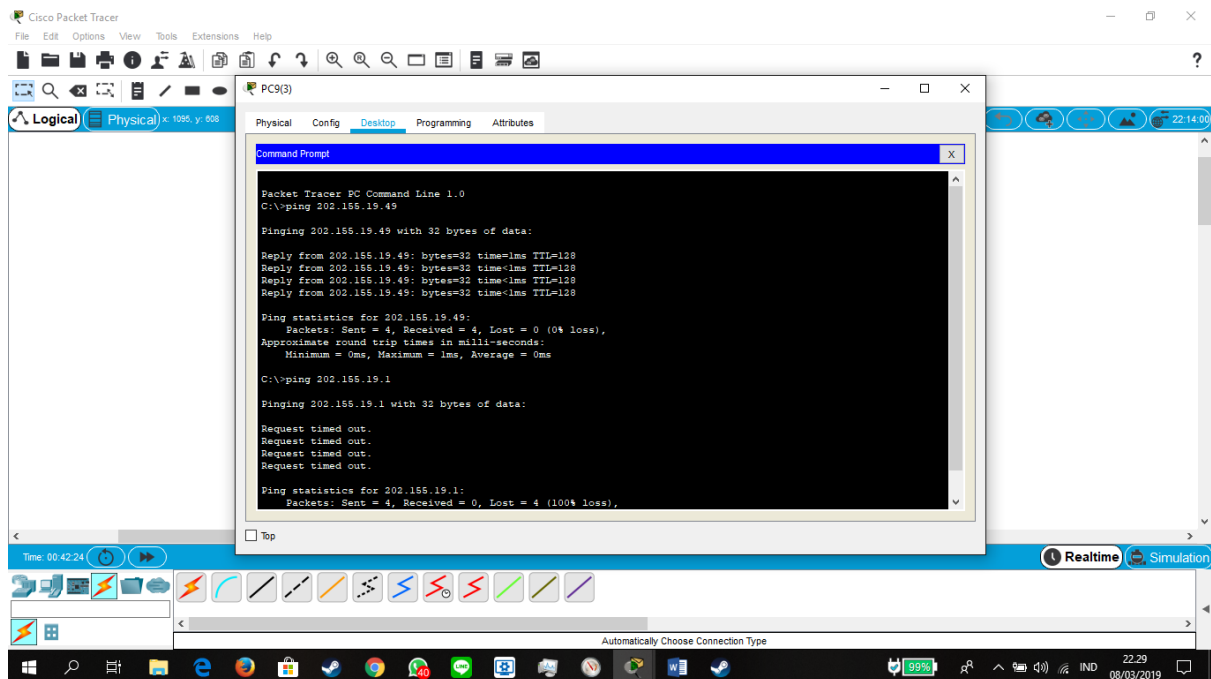 Cisco Packet Tracer
File Edit Options View Tools Extensions Help
?
PC9(3)
Logical Physical x: 1095, y: 608
22:14:00
Physical Config Desktop Programming Attributes
Command Prompt
X
Packet Tracer PC Command Line 1.0
C:\>ping 202.155.19.49
Pinging 202.155.19.49 with 32 bytes of data:
Reply from 202.155.19.49: bytes=32 time=1ms TTL=128
Reply from 202.155.19.49: bytes=32 time<1ms TTL=128
Reply from 202.155.19.49: bytes=32 time<1ms TTL=128
Reply from 202.155.19.49: bytes=32 time<1ms TTL=128
Ping statistics for 202.155.19.49:
Packets: Sent = 4, Received = 4, Lost = 0 (0% loss),
Approximate round trip times in milli-seconds:
Minimum = 0ms, Maximum = 1ms, Average = 0ms
C:\>ping 202.155.19.1
Pinging 202.155.19.1 with 32 bytes of data:
Request timed out.
Request timed out.
Request timed out.
Request timed out.
Ping statistics for 202.155.19.1:
Packets: Sent = 4, Received = 0, Lost = 4 (100% loss),
Top
Time: 00:42:24
Realtime Simulation
Automatically Choose Connection Type
40
LINE
99%
IND
22.29
08/03/2019